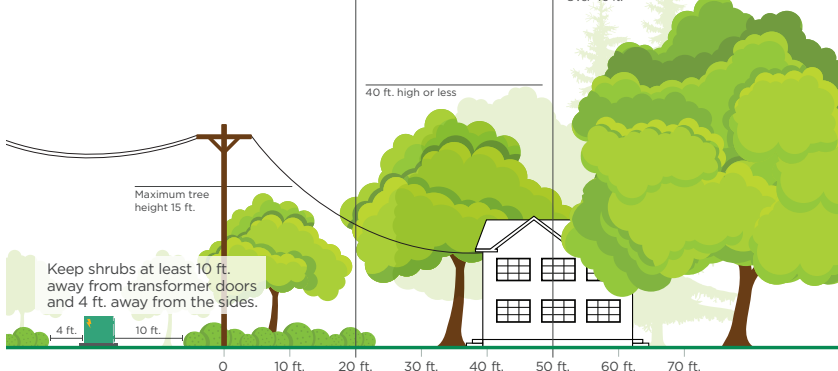 40 ft. high or less
Maximum tree
height 15 ft.
Keep shrubs at least 10 ft.
away from transformer doors
and 4 ft. away from the sides.
4 ft.
10 ft.
0
10 ft.
20 ft.
30 ft.
40 ft.
50 ft.
60 ft.
70 ft.